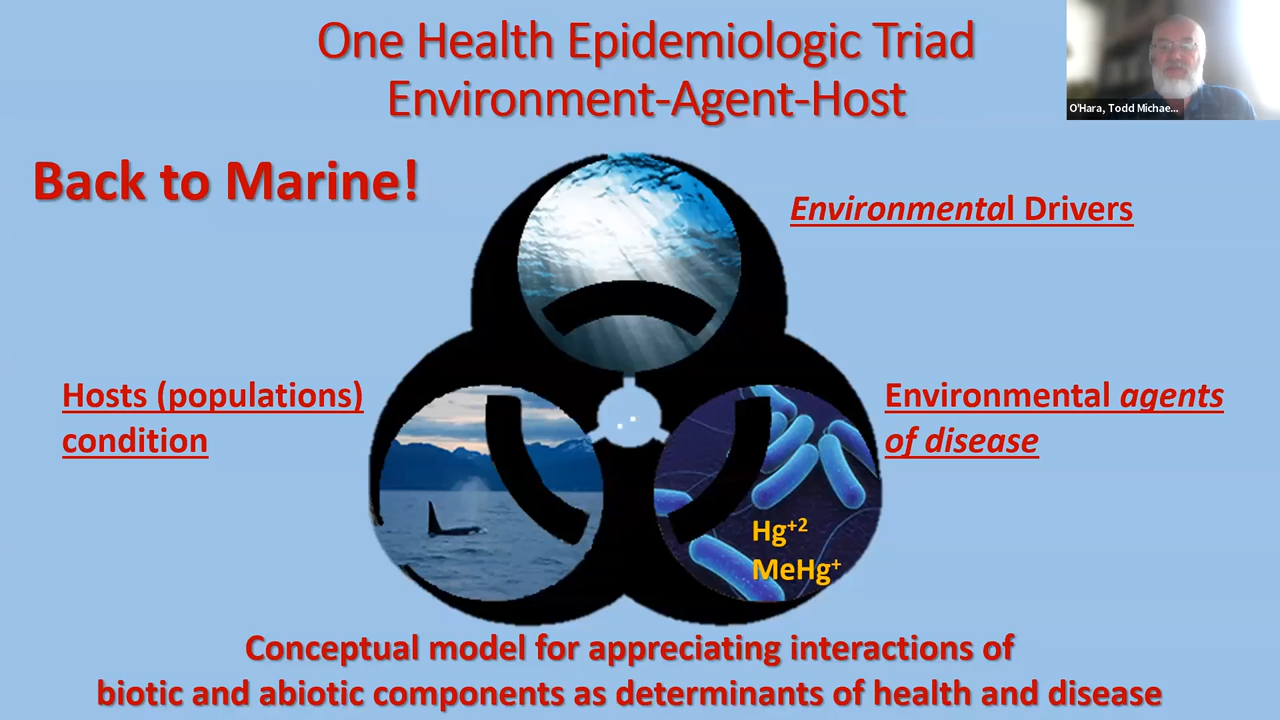 One Health Epidemiologic Triad
Environment-Agent-Host
O'Hara, Todd Michae...
Back to Marine!
Environmental Drivers
Hosts (populations)
condition
Environmental agents
of disease
Hg+2
MeHg+
Conceptual model for appreciating interactions of
biotic and abiotic components as determinants of health and disease